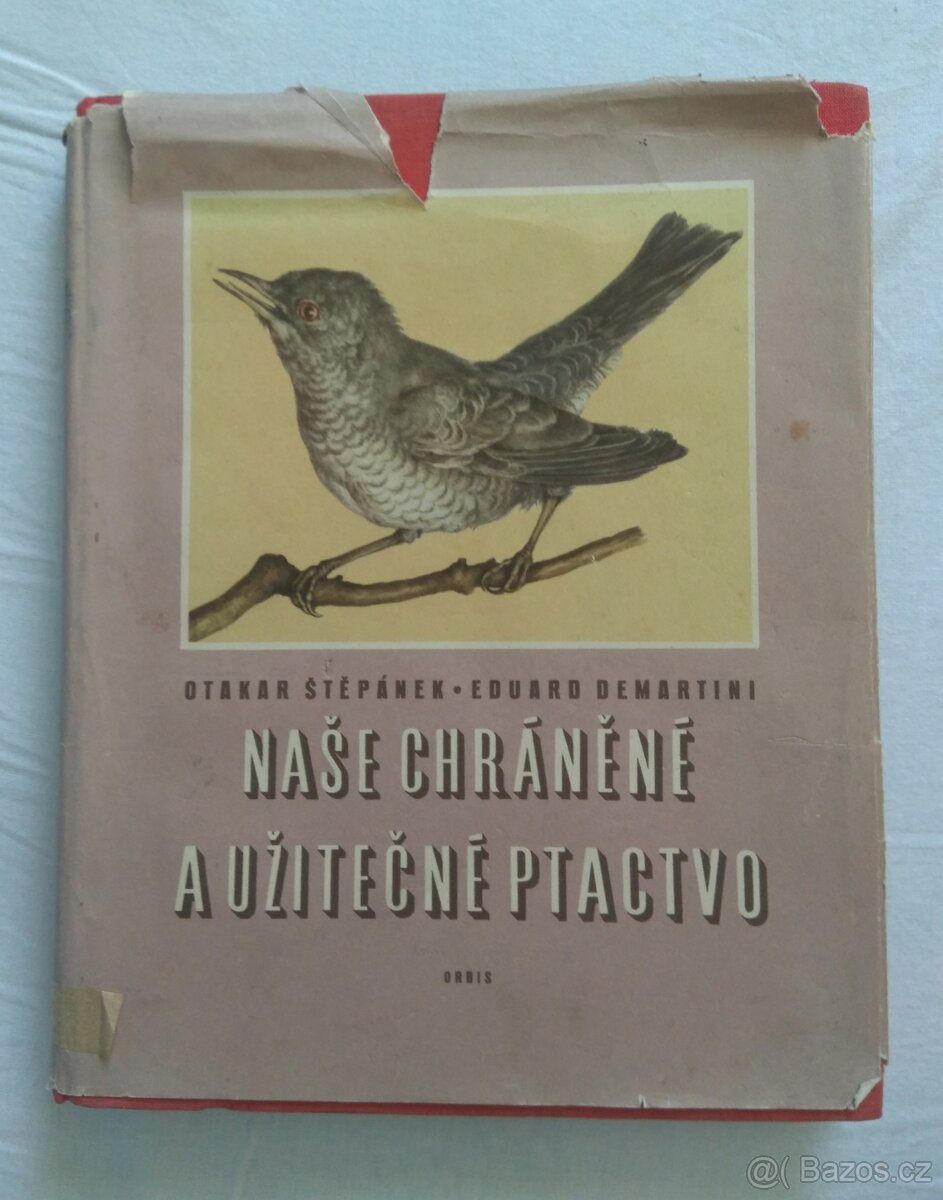 OTAKAR ŠTĚPÁNEK • EDUARD DEMARTINI
NAŠE CHRÁNĚNÉ
A UŽITEČNÉ PTACTVO
ORBIS
@( Bazos.cz